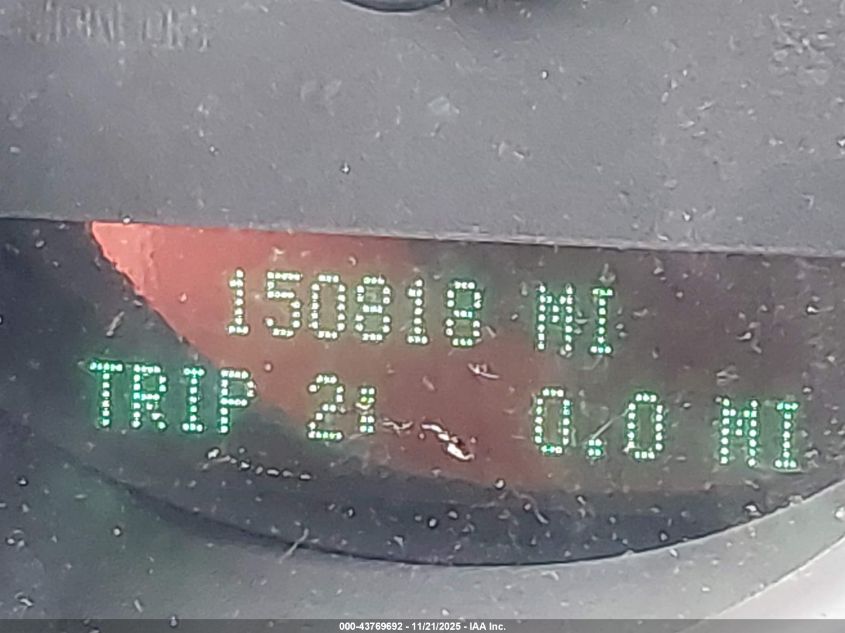 150818 MI
TRIP 2: 0.0 MI
000-43769692 - 11/21/2025 - IAA Inc.